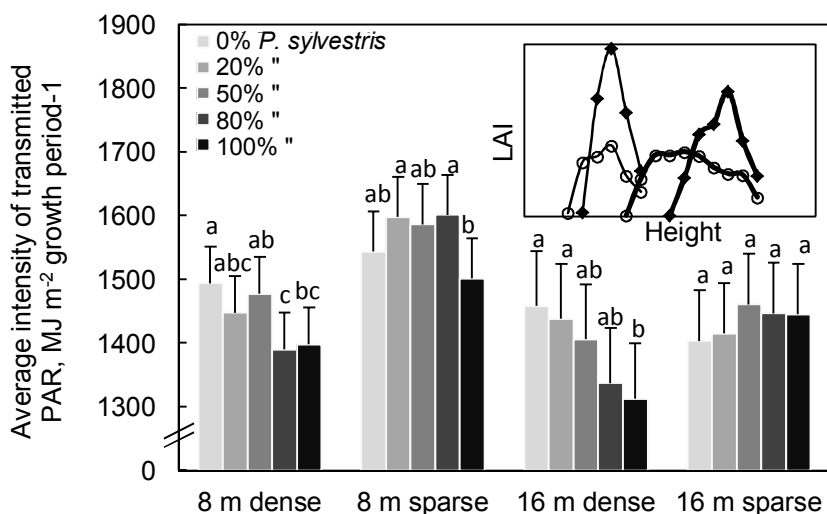 Average intensity of transmitted
PAR, MJ m⁻² growth period-1
1900
1800
1700
1600
1500
1400
1300
0
0% P. sylvestris
20% "
50% "
80% "
100% "
LAI
Height
a
abc
ab
c
bc
ab
a
ab
a
b
a
a
ab
ab
b
a
a
a
a
a
8 m dense
8 m sparse
16 m dense
16 m sparse